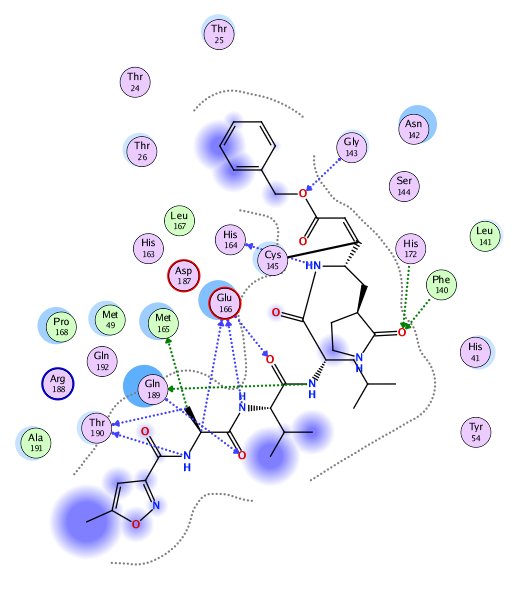 Thr
25
Thr
24
Asn
142
Gly
143
Thr
26
Ser
144
O
Leu
167
His
164
His
163
Leu
141
His
172
O
Cys
145
HN
Asp
187
Phe
140
Glu
166
O
Met
49
Met
165
Pro
168
O
His
41
Gln
192
O
N
H
Arg
188
Gln
189
N
H
H
N
Thr
190
Tyr
54
O
Ala
191
N
H
O
N
O